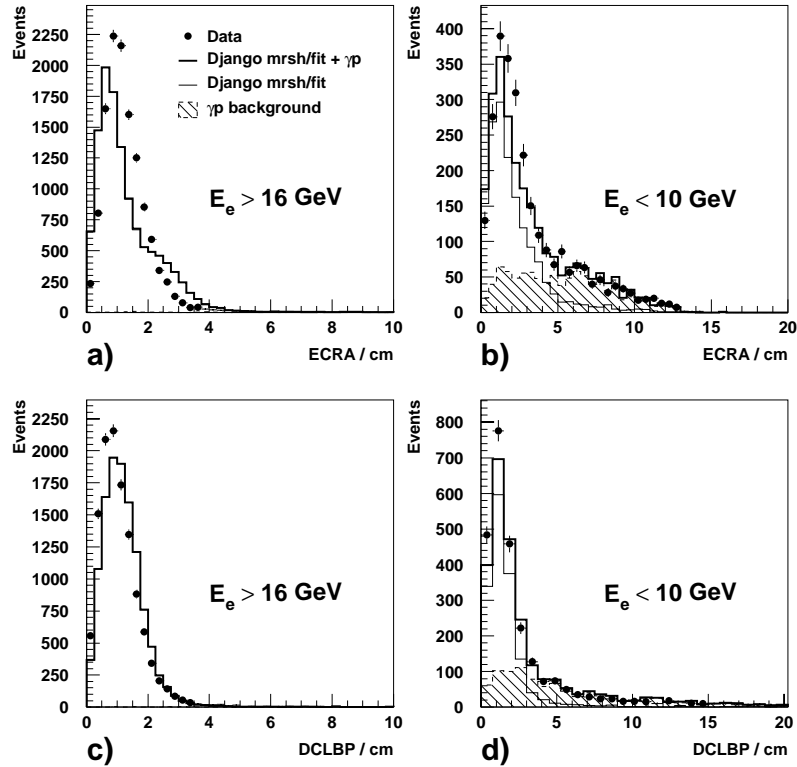 Events
2250
2000
1750
1500
1250
1000
750
500
250
0
0 2 4 6 8 10
ECRA / cm
a)
Data
Django mrsh/fit + γp
Django mrsh/fit
γp background
E_e > 16 GeV
Events
400
350
300
250
200
150
100
50
0
0 5 10 15 20
ECRA / cm
b)
E_e < 10 GeV
Events
2250
2000
1750
1500
1250
1000
750
500
250
0
0 2 4 6 8 10
DCLBP / cm
c)
E_e > 16 GeV
Events
800
700
600
500
400
300
200
100
0
0 5 10 15 20
DCLBP / cm
d)
E_e < 10 GeV